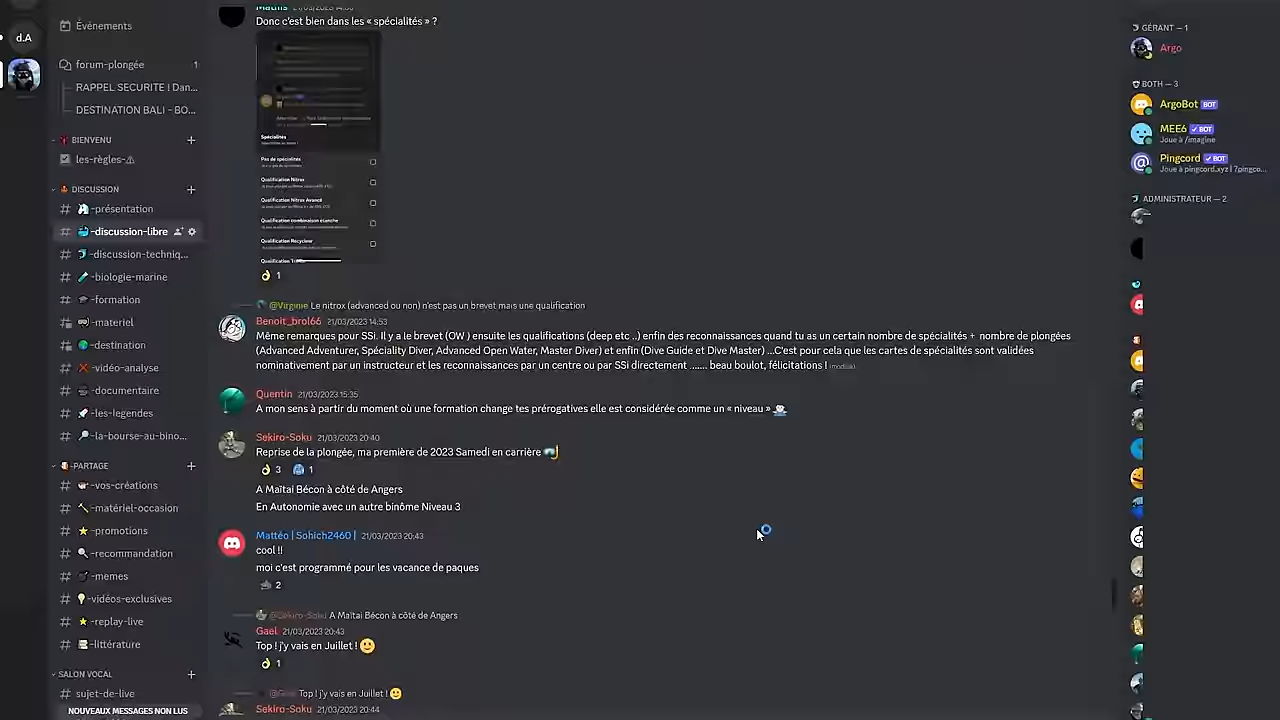 d.A
Événements
forum-plongée 1
RAPPEL SECURITE I Dan...
DESTINATION BALI - BO...
BIENVENU
les-règles-⚠
DISCUSSION
-présentation
-discussion-libre
-discussion-techniq...
-biologie-marine
-formation
-materiel
-destination
-vidéo-analyse
-documentaire
-les-legendes
-la-bourse-au-bino...
-PARTAGE
-vos-créations
-matériel-occasion
-promotions
-recommandation
-memes
-vidéos-exclusives
-replay-live
-littérature
SALON VOCAL
sujet-de-live
NOUVEAUX MESSAGES NON LUS
Donc c'est bien dans les « spécialités » ?
Spécialités
Pas de spécialités
Qualification Nitrox
Qualification Nitrox Avancé
Qualification combinaison étanche
Qualification Recycleur
👌 1
@Virginie Le nitrox (advanced ou non) n'est pas un brevet mais une qualification
Benoit_brol66 21/03/2023 14:53
Même remarques pour SSi. Il y a le brevet (OW ) ensuite les qualifications (deep etc ..) enfin des reconnaissances quand tu as un certain nombre de spécialités + nombre de plongées
(Advanced Adventurer, Spéciality Diver, Advanced Open Water, Master Diver) et enfin (Dive Guide et Dive Master) ...C'est pour cela que les cartes de spécialités sont validées
nominativement par un instructeur et les reconnaissances par un centre ou par SSi directement ....... beau boulot, félicitations ! (modifié)
Quentin 21/03/2023 15:35
A mon sens à partir du moment où une formation change tes prérogatives elle est considérée comme un « niveau »
Sekiro-Soku 21/03/2023 20:40
Reprise de la plongée, ma première de 2023 Samedi en carrière 🤿
👌 3 1
A Maïtai Bécon à côté de Angers
En Autonomie avec un autre binôme Niveau 3
Mattéo | Sohich2460 | 21/03/2023 20:43
cool !!
moi c'est programmé pour les vacance de paques
2
@Sekiro-Soku A Maïtai Bécon à côté de Angers
Gael 21/03/2023 20:43
Top ! j'y vais en Juillet ! 🙂
👌 1
Top ! j'y vais en Juillet ! 🙂
Sekiro-Soku 21/03/2023 20:44
GÉRANT — 1
Argo
BOTH — 3
ArgoBot BOT
MEE6 ✓ BOT
Joue à /imagine
Pingcord ✓ BOT
Joue à pingcord.xyz | ?pingco...
ADMINISTRATEUR — 2